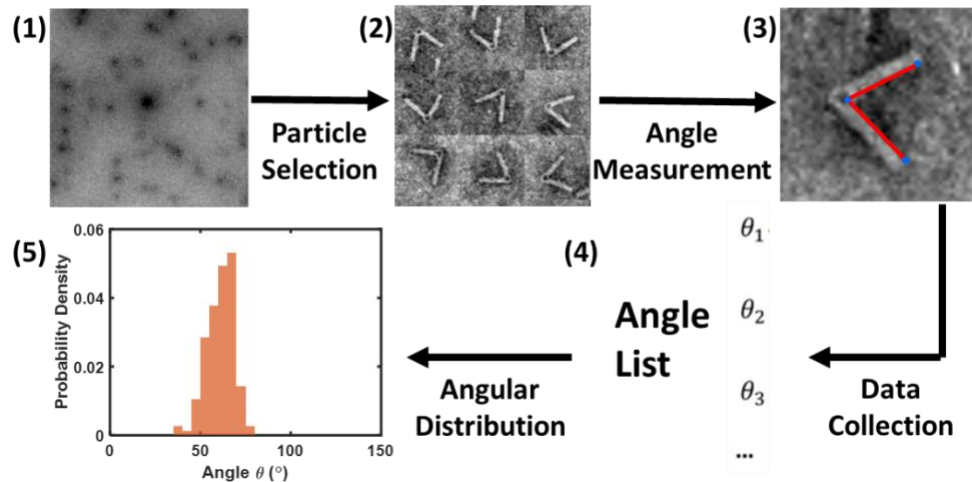 (1)
(2)
(3)
Particle
Selection
Angle
Measurement
(5)
0.06
0.04
0.02
0
Probability Density
0
50
100
150
Angle θ (°)
(4)
Angle
List
θ₁
θ₂
θ₃
...
Angular
Distribution
Data
Collection